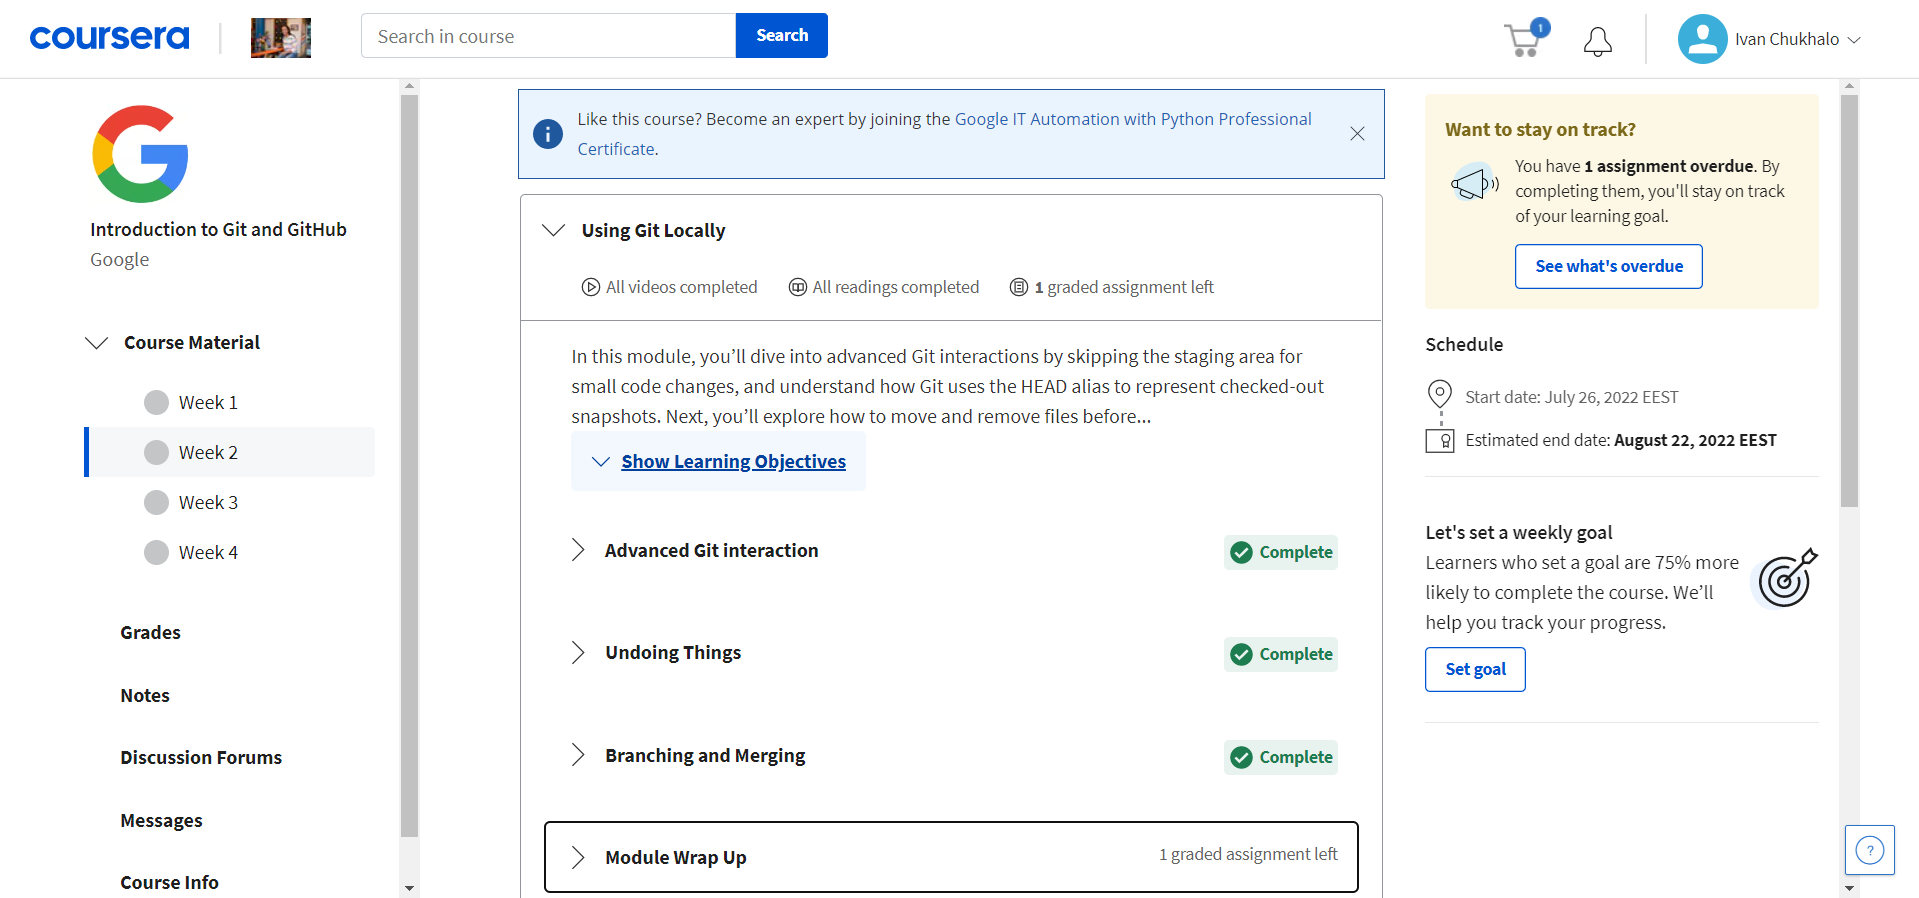 coursera
Search in course
Search
1
Ivan Chukhalo
Introduction to Git and GitHub
Google
Course Material
Week 1
Week 2
Week 3
Week 4
Grades
Notes
Discussion Forums
Messages
Course Info
Like this course? Become an expert by joining the Google IT Automation with Python Professional
Certificate.
Using Git Locally
All videos completed
All readings completed
1 graded assignment left
In this module, you’ll dive into advanced Git interactions by skipping the staging area for
small code changes, and understand how Git uses the HEAD alias to represent checked-out
snapshots. Next, you’ll explore how to move and remove files before...
Show Learning Objectives
Advanced Git interaction
Complete
Undoing Things
Complete
Branching and Merging
Complete
Module Wrap Up
1 graded assignment left
Want to stay on track?
You have 1 assignment overdue. By
completing them, you'll stay on track
of your learning goal.
See what's overdue
Schedule
Start date: July 26, 2022 EEST
Estimated end date: August 22, 2022 EEST
Let's set a weekly goal
Learners who set a goal are 75% more
likely to complete the course. We’ll
help you track your progress.
Set goal
?